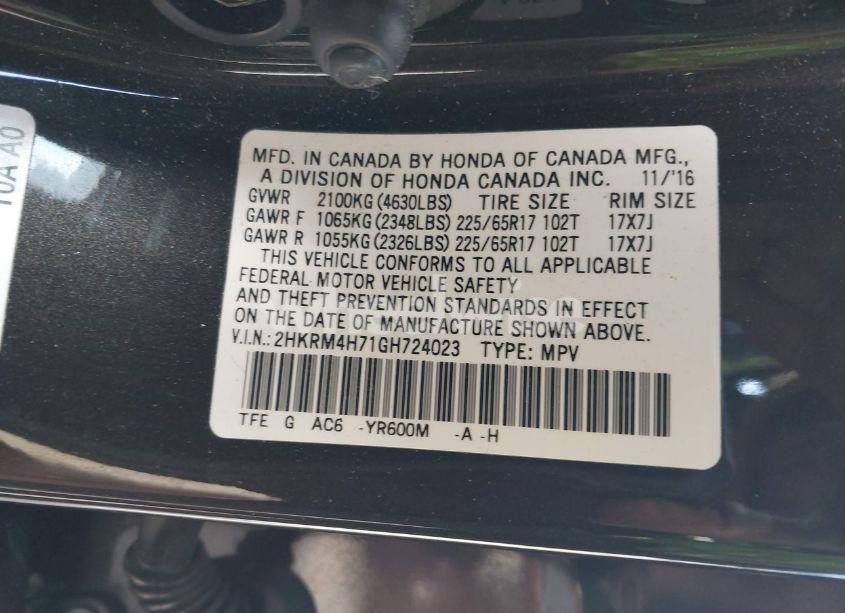 MFD. IN CANADA BY HONDA OF CANADA MFG.,
A DIVISION OF HONDA CANADA INC. 11/'16
GVWR 2100KG (4630LBS) TIRE SIZE RIM SIZE
GAWR F 1065KG (2348LBS) 225/65R17 102T 17X7J
GAWR R 1055KG (2326LBS) 225/65R17 102T 17X7J
THIS VEHICLE CONFORMS TO ALL APPLICABLE
FEDERAL MOTOR VEHICLE SAFETY
AND THEFT PREVENTION STANDARDS IN EFFECT
ON THE DATE OF MANUFACTURE SHOWN ABOVE.
V.I.N.: 2HKRM4H71GH724023 TYPE: MPV
TFE G AC6 -YR600M -A -H